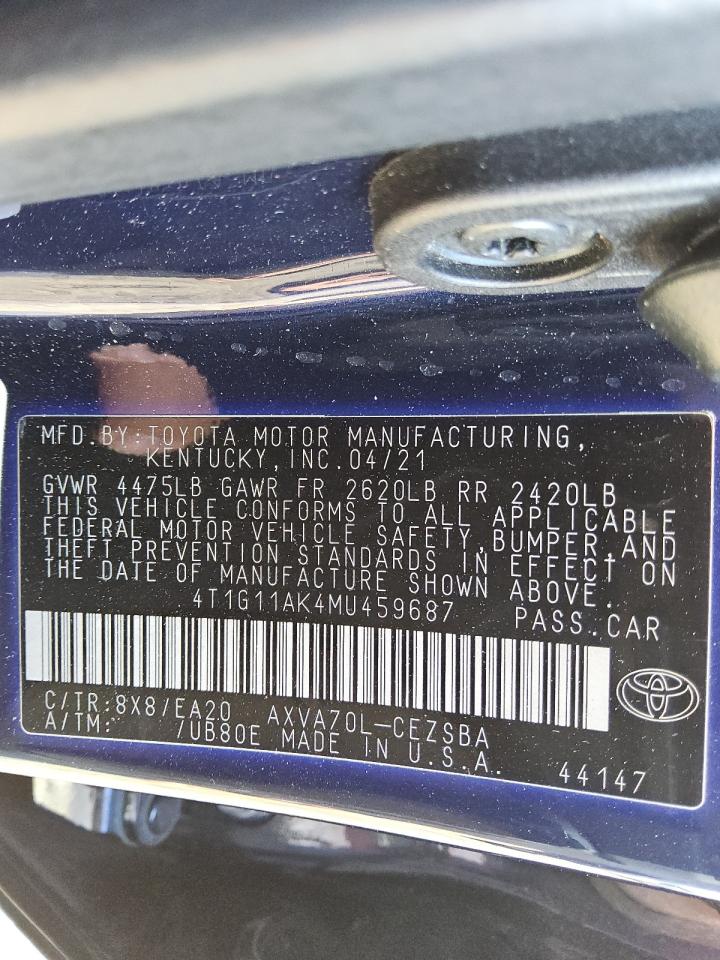 MFD.BY:TOYOTA MOTOR MANUFACTURING,
KENTUCKY,INC.04/21
GVWR 4475LB GAWR FR 2620LB RR 2420LB
THIS VEHICLE CONFORMS TO ALL APPLICABLE
FEDERAL MOTOR VEHICLE SAFETY,BUMPER,AND
THEFT PREVENTION STANDARDS IN EFFECT ON
THE DATE OF MANUFACTURE SHOWN ABOVE.
4T1G11AK4MU459687 PASS.CAR
C/TR:8X8/EA20 AXVA70L-CEZSBA
A/TM: /UB80E MADE IN U.S.A. 44147